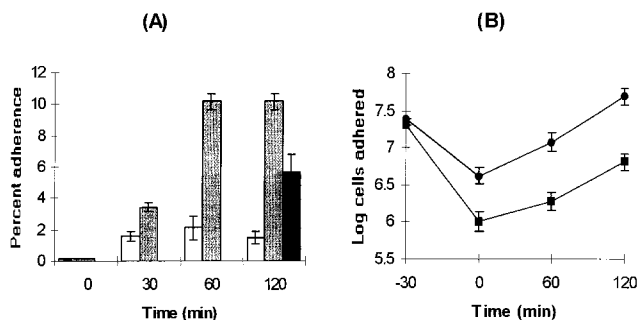 (A)
Percent adherence
12
10
8
6
4
2
0
0 30 60 120
Time (min)
(B)
Log cells adhered
8
7.5
7
6.5
6
5.5
-30 0 60 120
Time (min)